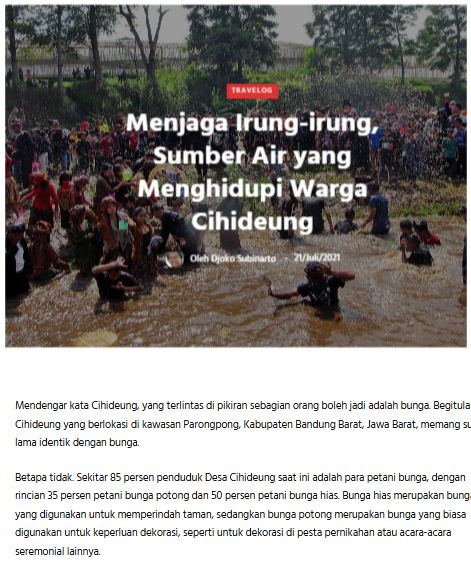 TRAVELOG
Menjaga Irung-irung,
Sumber Air yang
Menghidupi Warga
Cihideung
Oleh Djoko Subinarto - 21/Juli/2021
Mendengar kata Cihideung, yang terlintas di pikiran sebagian orang boleh jadi adalah bunga. Begitula
Cihideung yang berlokasi di kawasan Parongpong, Kabupaten Bandung Barat, Jawa Barat, memang su
lama identik dengan bunga.
Betapa tidak. Sekitar 85 persen penduduk Desa Cihideung saat ini adalah para petani bunga, dengan
rincian 35 persen petani bunga potong dan 50 persen petani bunga hias. Bunga hias merupakan bunga
yang digunakan untuk memperindah taman, sedangkan bunga potong merupakan bunga yang biasa
digunakan untuk keperluan dekorasi, seperti untuk dekorasi di pesta pernikahan atau acara-acara
seremonial lainnya.